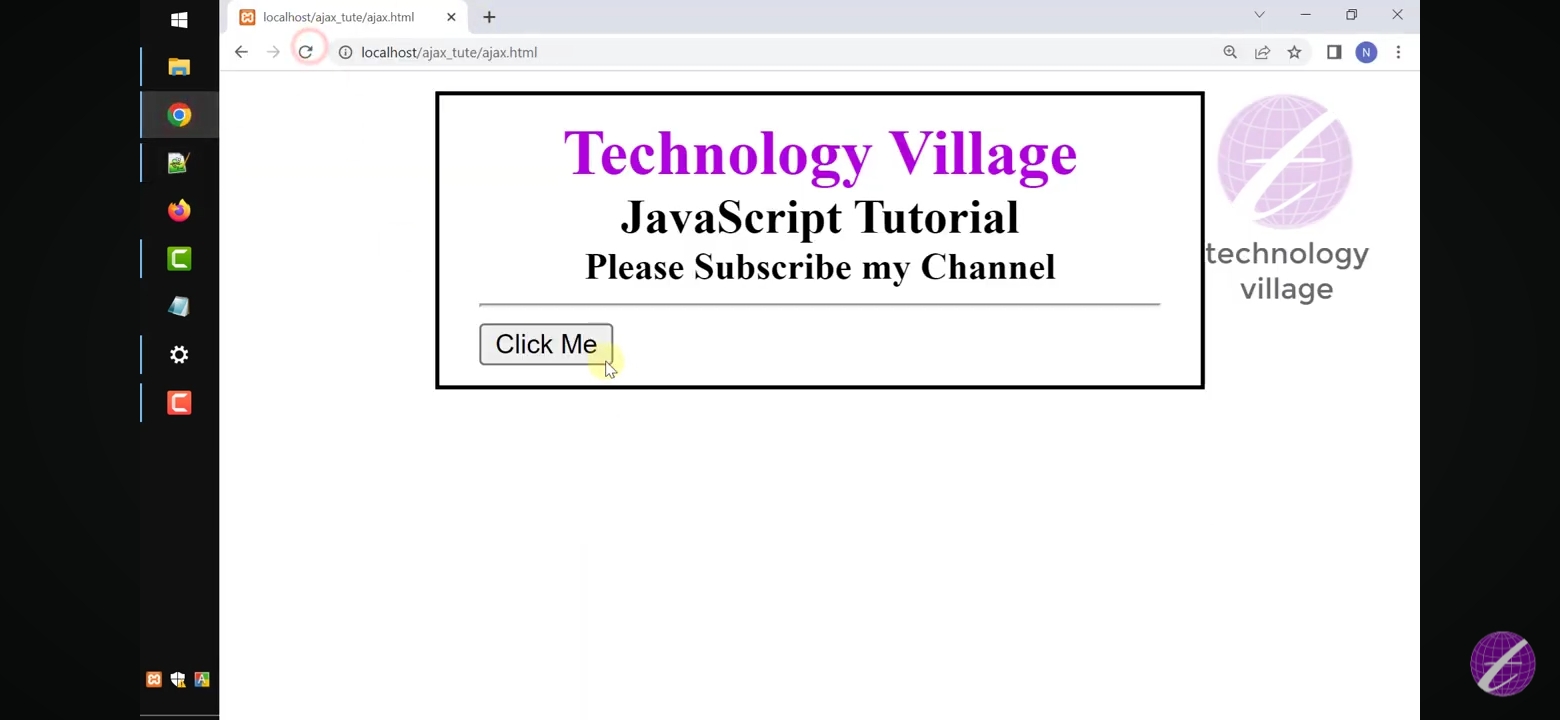 localhost/ajax_tute/ajax.html
localhost/ajax_tute/ajax.html
N
Technology Village
JavaScript Tutorial
Please Subscribe my Channel
Click Me
technology
village